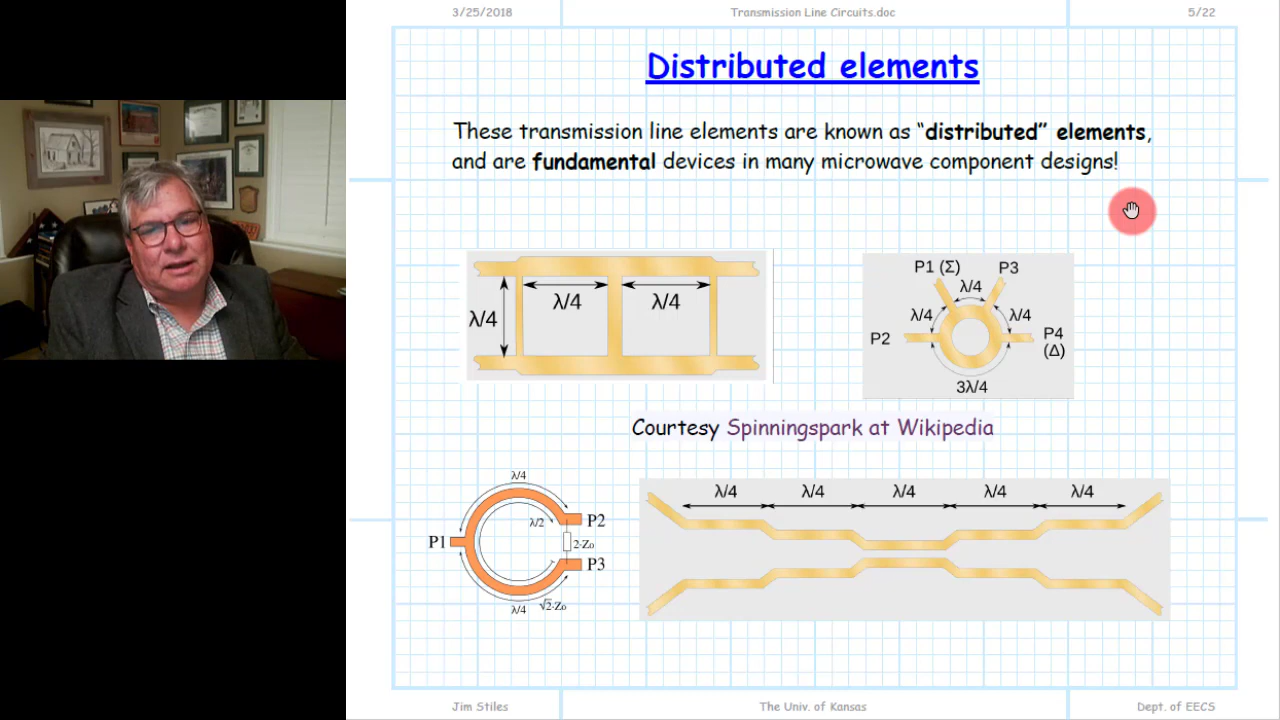 3/25/2018 Transmission Line Circuits.doc 5/22
Distributed elements
These transmission line elements are known as “distributed” elements,
and are fundamental devices in many microwave component designs!
λ/4
λ/4 λ/4
P1 (Σ) P3
λ/4
λ/4 λ/4
P2 P4
(Δ)
3λ/4
Courtesy Spinningspark at Wikipedia
λ/4
λ/2 P2
P1 2·Zo
P3
λ/4 √2·Zo
λ/4 λ/4 λ/4 λ/4 λ/4
Jim Stiles The Univ. of Kansas Dept. of EECS